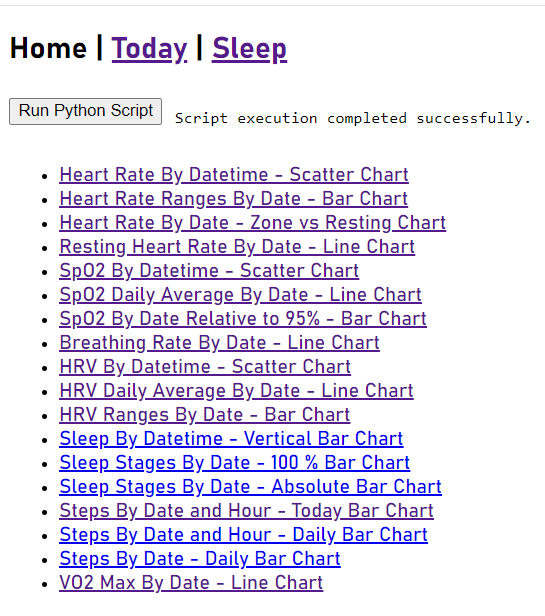 Home | Today | Sleep
Run Python Script Script execution completed successfully.
Heart Rate By Datetime - Scatter Chart
Heart Rate Ranges By Date - Bar Chart
Heart Rate By Date - Zone vs Resting Chart
Resting Heart Rate By Date - Line Chart
SpO2 By Datetime - Scatter Chart
SpO2 Daily Average By Date - Line Chart
SpO2 By Date Relative to 95% - Bar Chart
Breathing Rate By Date - Line Chart
HRV By Datetime - Scatter Chart
HRV Daily Average By Date - Line Chart
HRV Ranges By Date - Bar Chart
Sleep By Datetime - Vertical Bar Chart
Sleep Stages By Date - 100 % Bar Chart
Sleep Stages By Date - Absolute Bar Chart
Steps By Date and Hour - Today Bar Chart
Steps By Date and Hour - Daily Bar Chart
Steps By Date - Daily Bar Chart
VO2 Max By Date - Line Chart